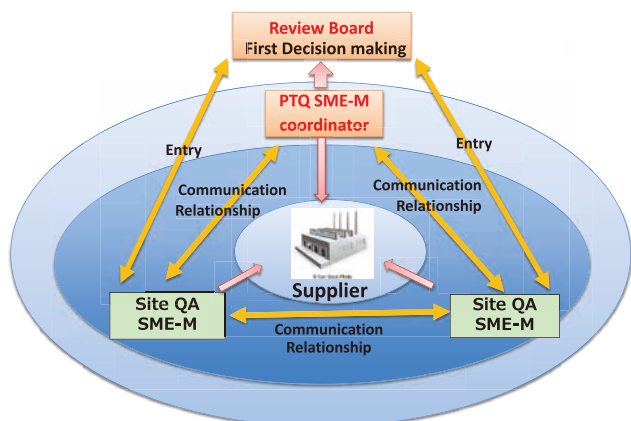 Review Board
First Decision making
PTQ SME-M
coordinator
Entry
Entry
Communication
Relationship
Communication
Relationship
Supplier
Site QA
SME-M
Site QA
SME-M
Communication
Relationship